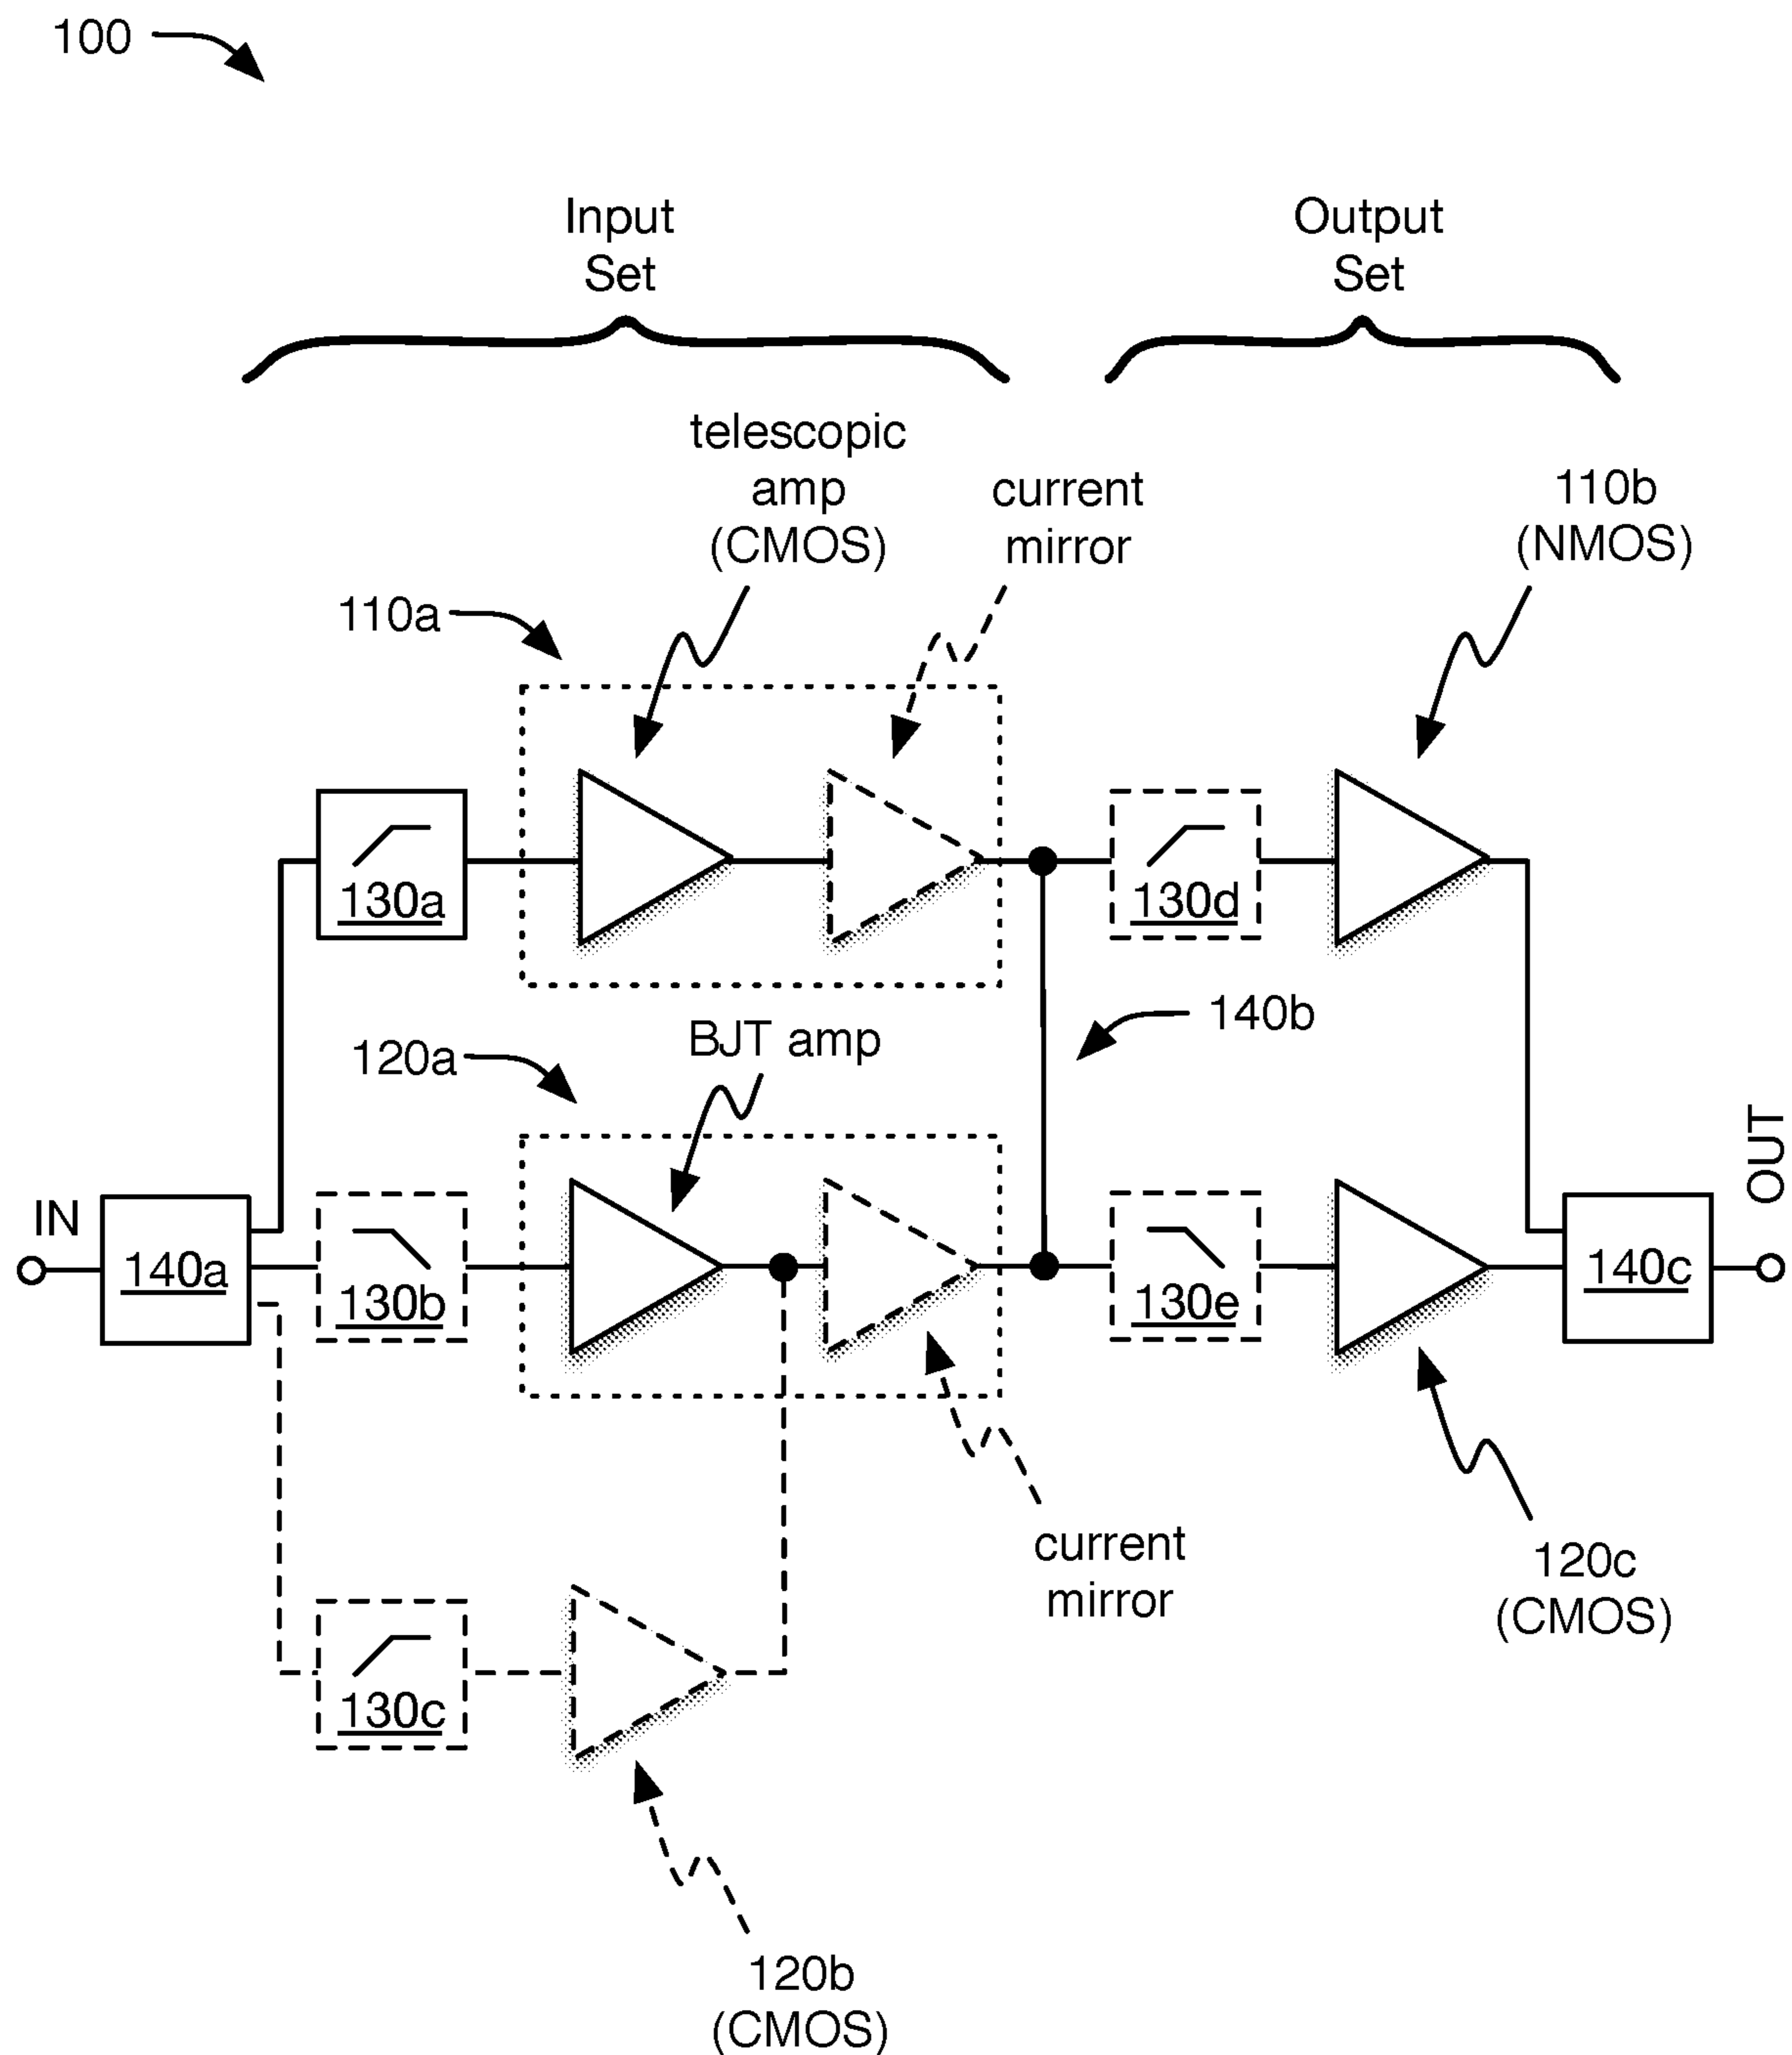 100
Input
Set
Output
Set
telescopic
amp
(CMOS)
current
mirror
110b
(NMOS)
110a
130a
130d
140b
BJT amp
120a
IN
140a
130b
130e
140c
OUT
current
mirror
120c
(CMOS)
130c
120b
(CMOS)